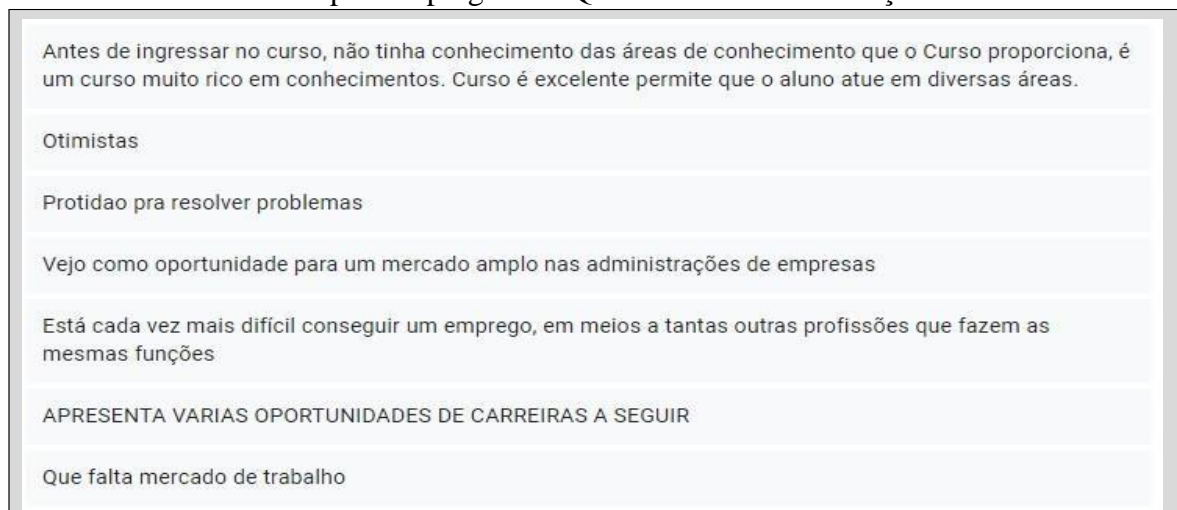 Antes de ingressar no curso, não tinha conhecimento das áreas de conhecimento que o Curso proporciona, é
um curso muito rico em conhecimentos. Curso é excelente permite que o aluno atue em diversas áreas.
Otimistas
Protidao pra resolver problemas
Vejo como oportunidade para um mercado amplo nas administrações de empresas
Está cada vez mais difícil conseguir um emprego, em meios a tantas outras profissões que fazem as
mesmas funções
APRESENTA VARIAS OPORTUNIDADES DE CARREIRAS A SEGUIR
Que falta mercado de trabalho